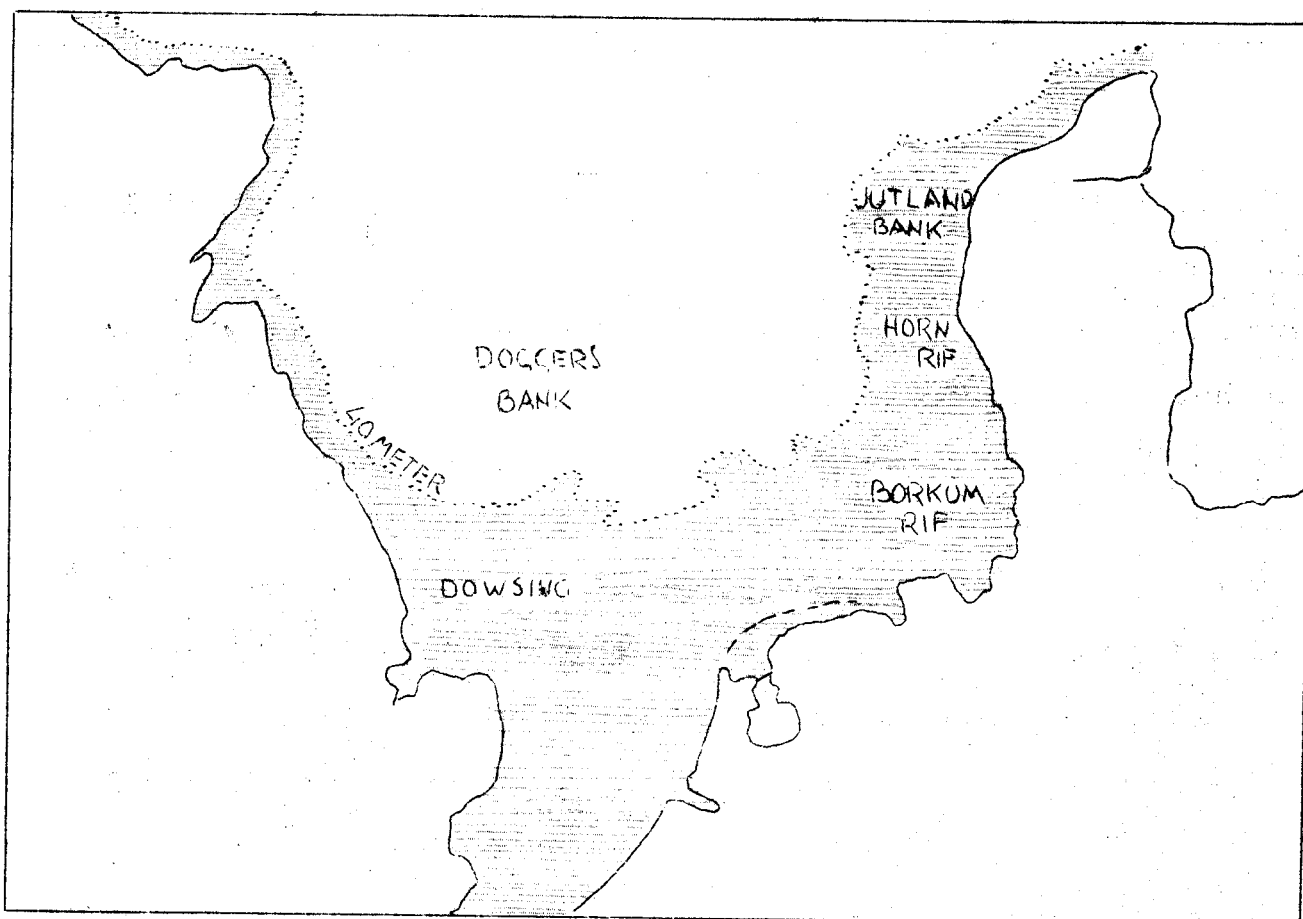 JUTLAND
BANK
HORN
RIF
DOGGERS
BANK
40 METER
BORKUM
RIF
DOWSING